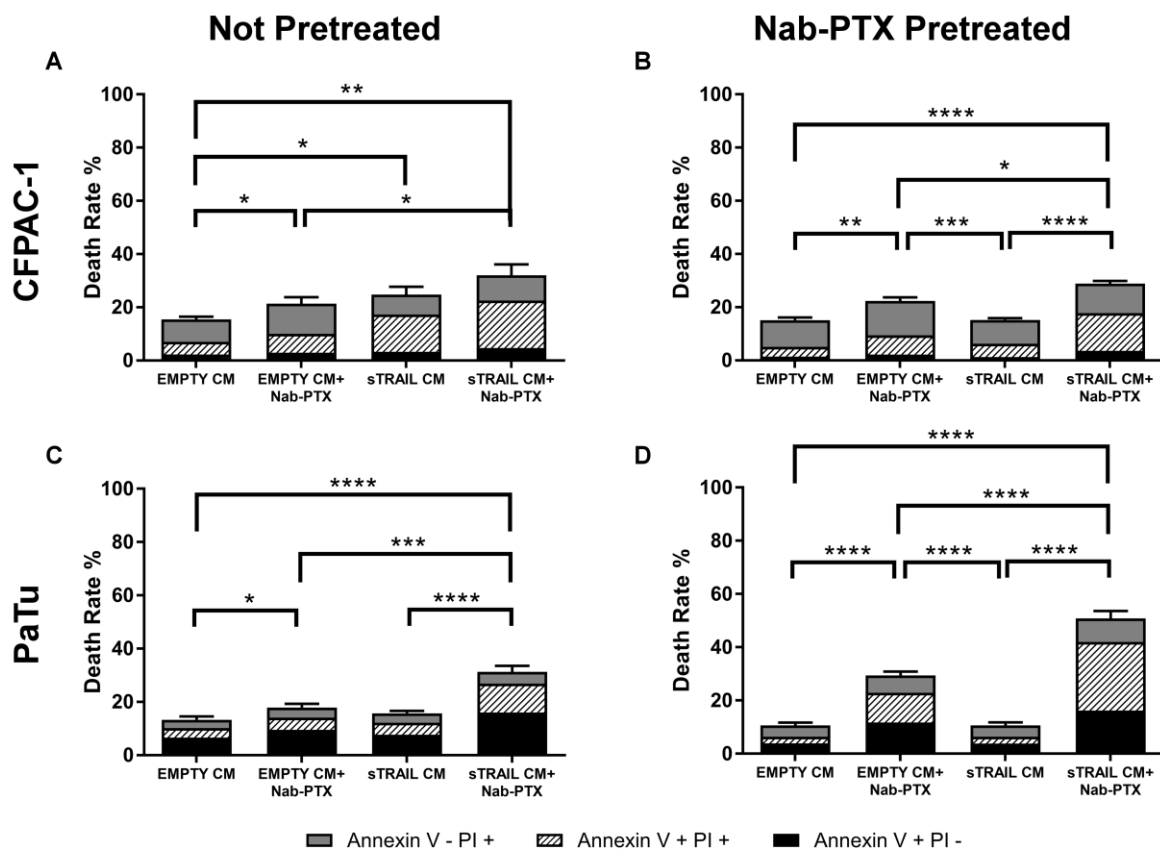 Not Pretreated
Nab-PTX Pretreated
CFPAC-1
PaTu
A
Death Rate %
100
80
60
40
20
0
**
*
*
*
EMPTY CM
EMPTY CM+
Nab-PTX
sTRAIL CM
sTRAIL CM+
Nab-PTX
B
Death Rate %
100
80
60
40
20
0
****
*
**
***
****
EMPTY CM
EMPTY CM+
Nab-PTX
sTRAIL CM
sTRAIL CM+
Nab-PTX
C
Death Rate %
100
80
60
40
20
0
****
***
*
****
EMPTY CM
EMPTY CM+
Nab-PTX
sTRAIL CM
sTRAIL CM+
Nab-PTX
D
Death Rate %
100
80
60
40
20
0
****
****
****
****
****
EMPTY CM
EMPTY CM+
Nab-PTX
sTRAIL CM
sTRAIL CM+
Nab-PTX
Annexin V - PI +
Annexin V + PI +
Annexin V + PI -